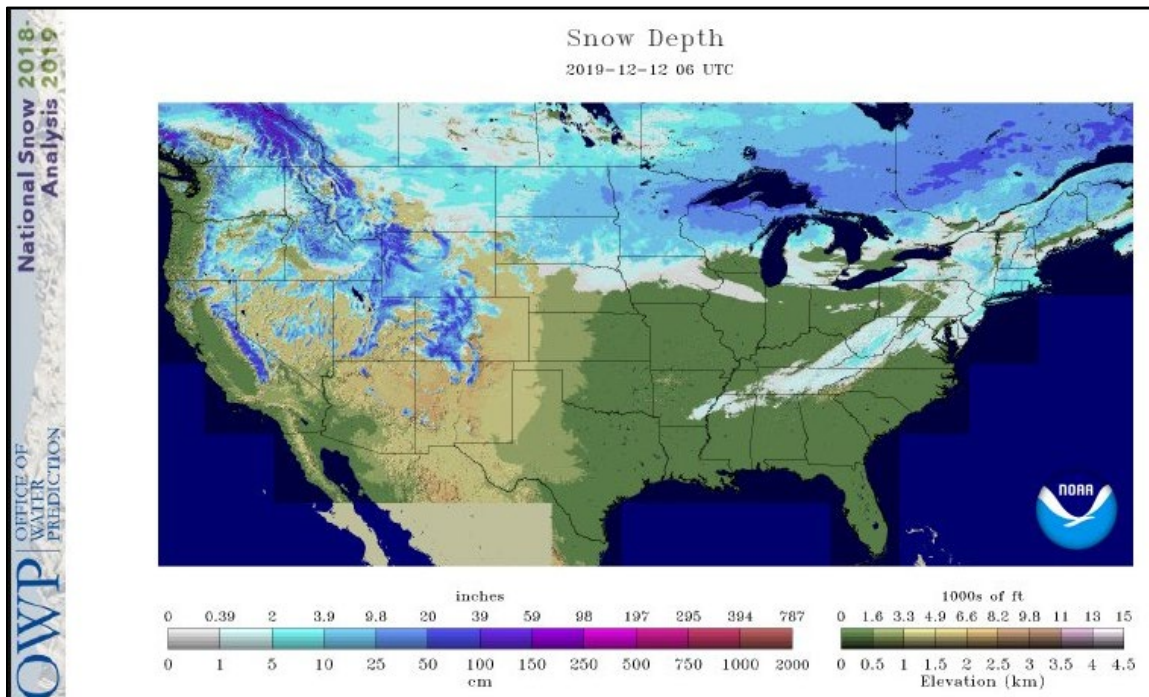 National Snow 2018-
Analysis 2019
OWP
OFFICE OF
WATER
PREDICTION
Snow Depth
2019-12-12 06 UTC
NOAA
inches
0 0.39 2 3.9 9.8 20 39 59 98 197 295 394 787
0 1 5 10 25 50 100 150 250 500 750 1000 2000
cm
1000s of ft
0 1.6 3.3 4.9 6.6 8.2 9.8 11 13 15
0 0.5 1 1.5 2 2.5 3 3.5 4 4.5
Elevation (km)